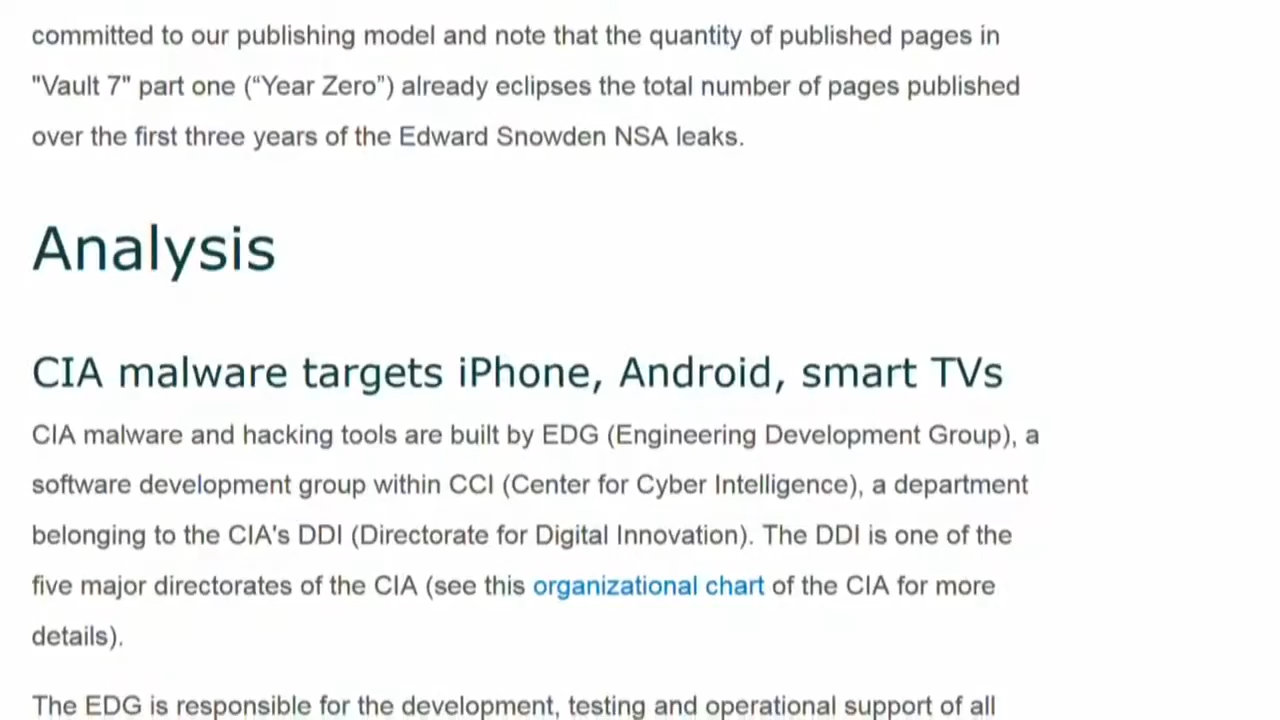 committed to our publishing model and note that the quantity of published pages in
"Vault 7" part one (“Year Zero”) already eclipses the total number of pages published
over the first three years of the Edward Snowden NSA leaks.
Analysis
CIA malware targets iPhone, Android, smart TVs
CIA malware and hacking tools are built by EDG (Engineering Development Group), a
software development group within CCI (Center for Cyber Intelligence), a department
belonging to the CIA's DDI (Directorate for Digital Innovation). The DDI is one of the
five major directorates of the CIA (see this organizational chart of the CIA for more
details).
The EDG is responsible for the development, testing and operational support of all